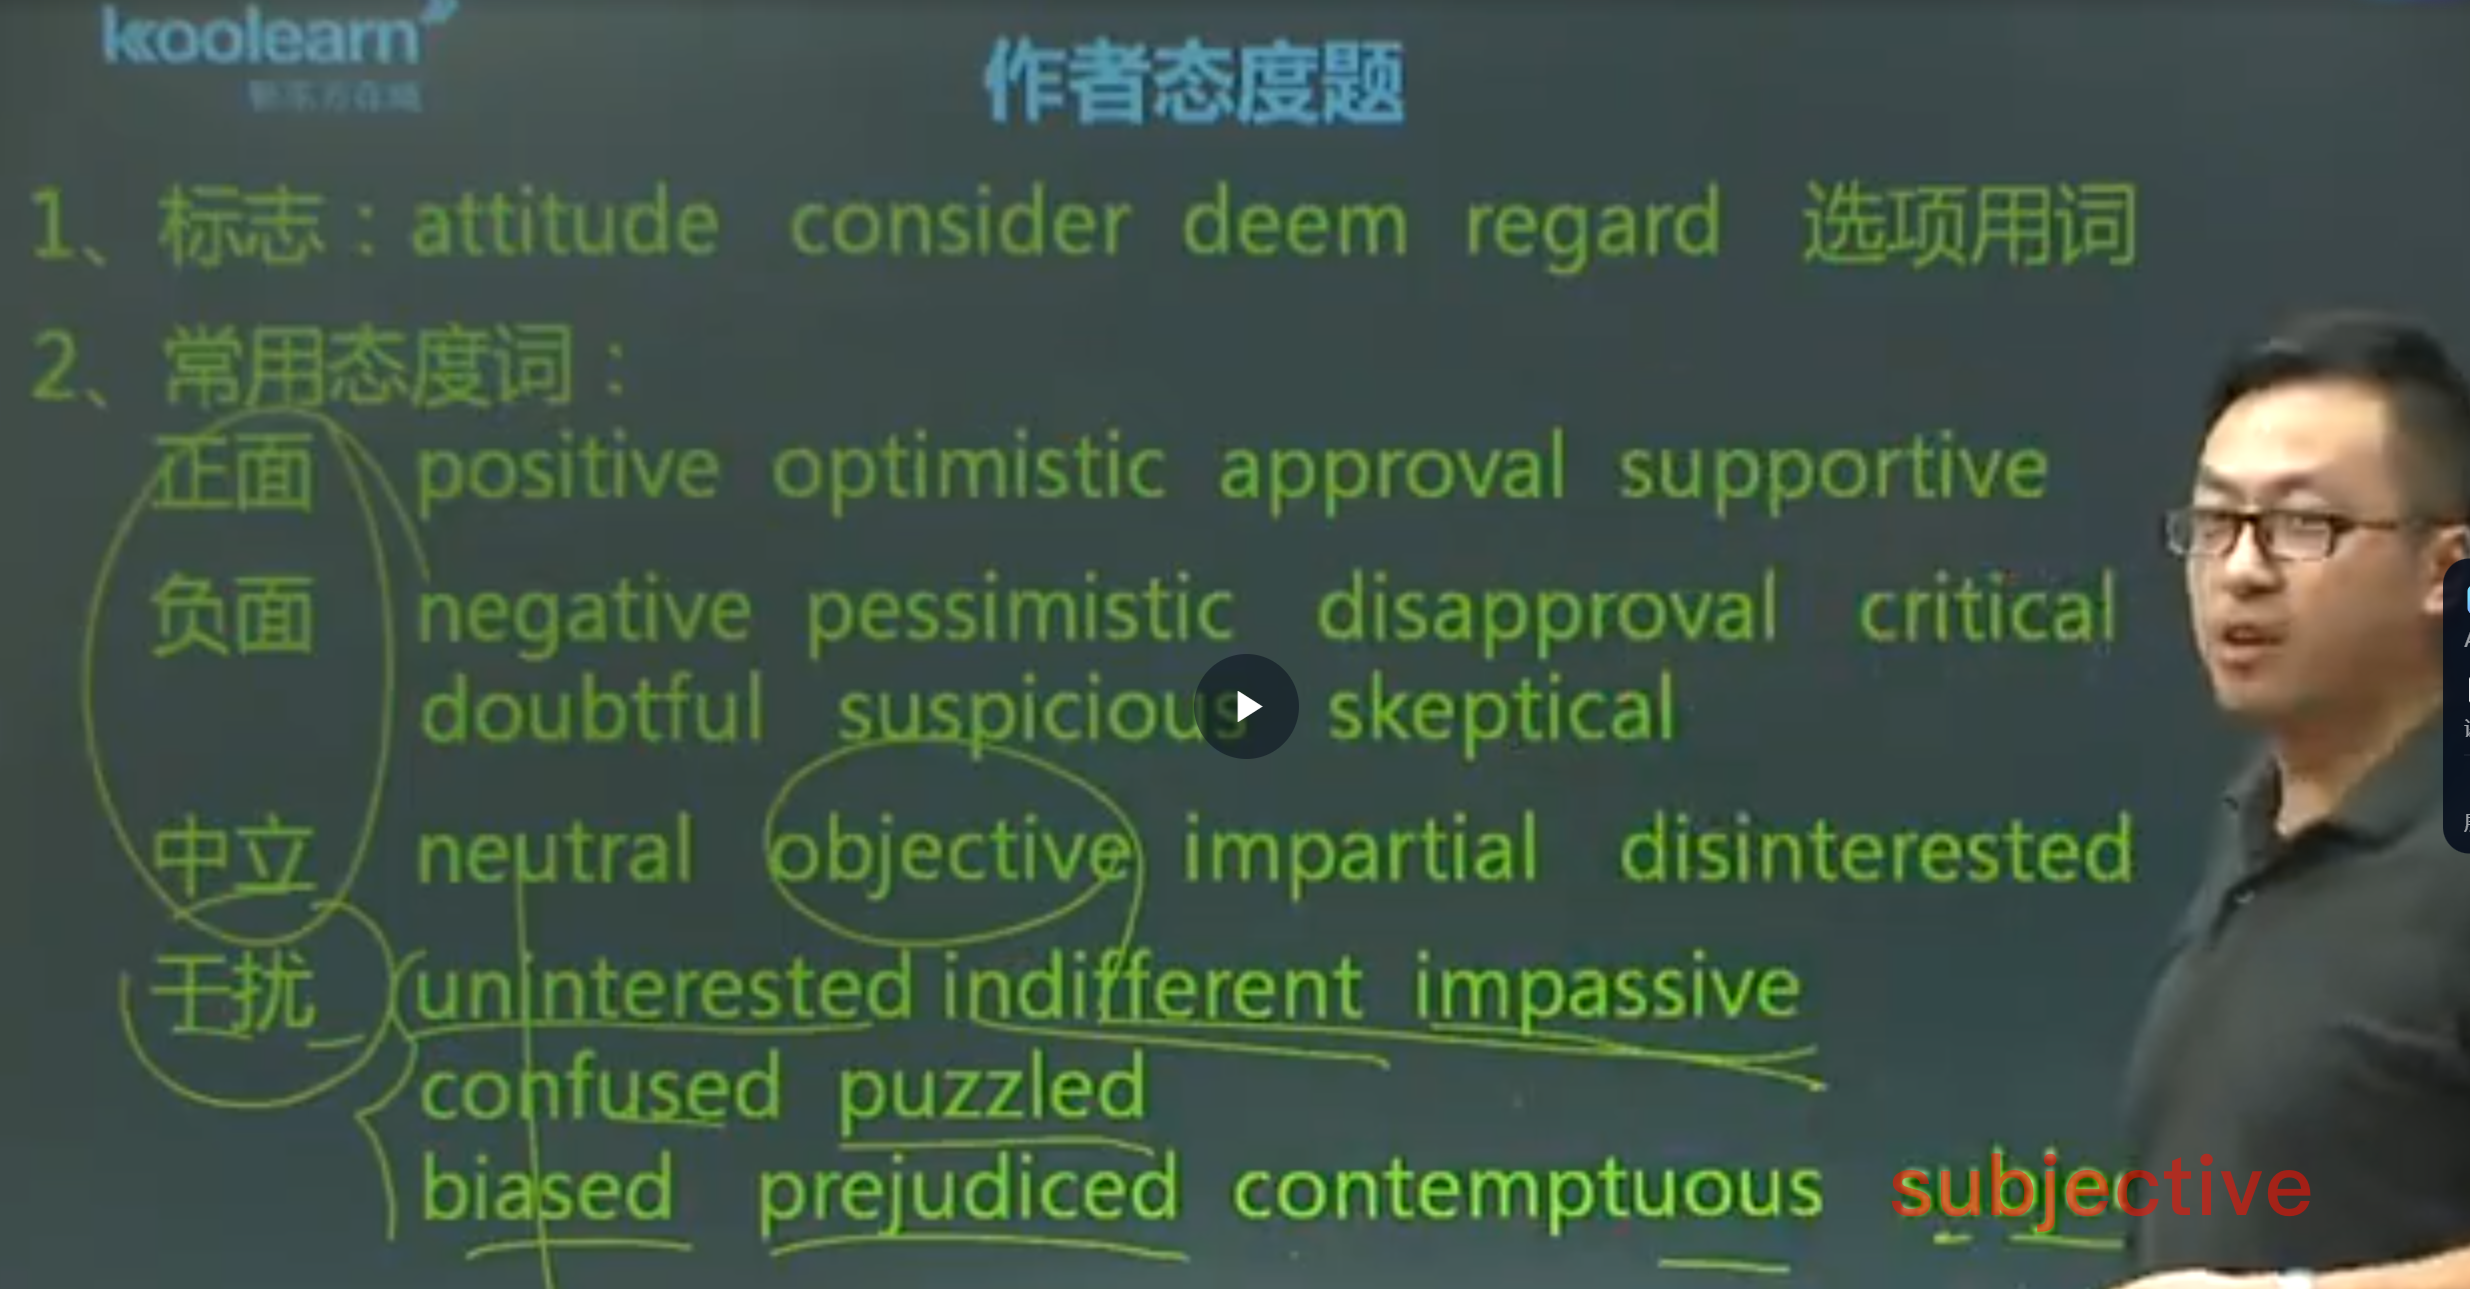 koolearn
新东方在线
作者态度题
1、标志：attitude consider deem regard 选项用词
2、常用态度词：
正面 positive optimistic approval supportive
负面 negative pessimistic disapproval critical
doubtful suspicious skeptical
中立 neutral objective impartial disinterested
干扰 uninterested indifferent impassive
confused puzzled
biased prejudiced contemptuous subjective